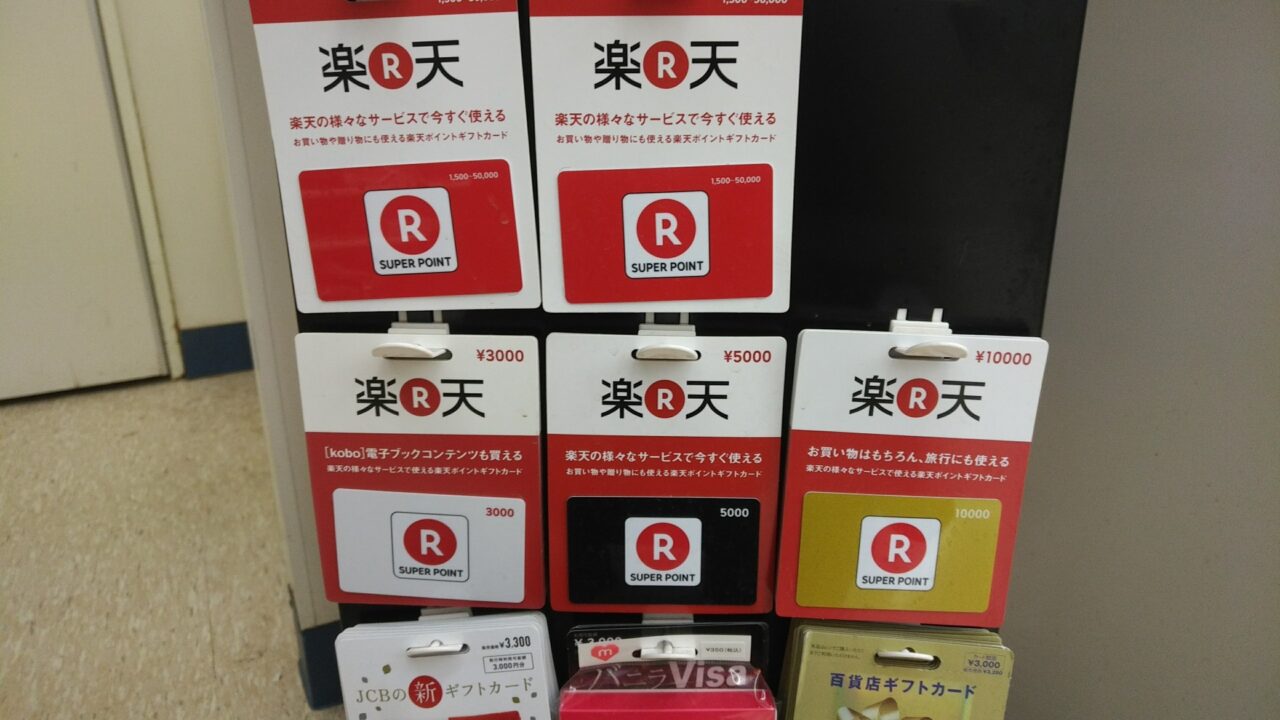 1,500-50,000
楽R天
楽天の様々なサービスで今すぐ使える
お買い物や贈り物にも使える楽天ポイントギフトカード
1,500-50,000
R
SUPER POINT
1,500-50,000
楽R天
楽天の様々なサービスで今すぐ使える
お買い物や贈り物にも使える楽天ポイントギフトカード
1,500-50,000
R
SUPER POINT
¥3000
楽R天
[kobo]電子ブックコンテンツも買える
楽天の様々なサービスで使える楽天ポイントギフトカード
3000
R
SUPER POINT
¥5000
楽R天
楽天の様々なサービスで今すぐ使える
お買い物や贈り物にも使える楽天ポイントギフトカード
5000
R
SUPER POINT
¥10000
楽R天
お買い物はもちろん、旅行にも使える
楽天の様々なサービスで使える楽天ポイントギフトカード
10000
R
SUPER POINT
¥3,300
3,000円分
JCBの新ギフトカード
¥3,000
m
¥350(税込)
バニラVisa
¥3,000
百貨店ギフトカード